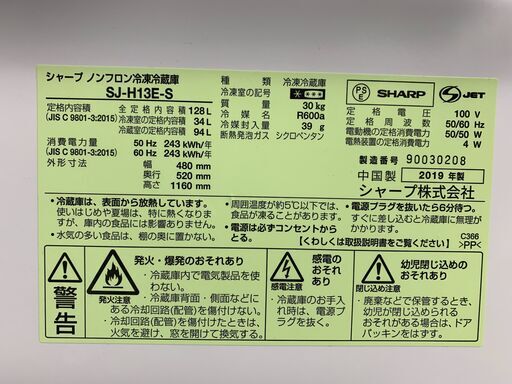 シャープ ノンフロン冷凍冷蔵庫
SJ-H13E-S
定格内容積
(JIS C 9801-3:2015)
全定格内容積 128 L
冷凍室の定格内容積 34 L
冷蔵室の定格内容積 94 L
消費電力量
(JIS C 9801-3:2015)
50 Hz 243 kWh/年
60 Hz 243 kWh/年
外形寸法
幅 480 mm
奥行 520 mm
高さ 1160 mm
種類 冷凍冷蔵庫
冷凍室の記号 ****
質量 30 kg
冷媒 R600a
冷媒封入量 39 g
断熱発泡ガス シクロペンタン
PS
E
SHARP
JET
定格電圧 100 V
定格周波数 50/60 Hz
電動機の定格消費電力 50/50 W
電熱装置の定格消費電力 4 W
製造番号 90030208
中国製 2019 年製
シャープ株式会社
• 冷蔵庫は、表面から放熱しています。
使いはじめや夏場は、特に熱く感じま
すが、庫内の食品には影響ありません。
• 水気の多い食品は、棚の奥に置かない
• 周囲温度が約5℃以下では、
食品が凍ることがあります。
• 電源は必ずコンセントか
らとる。
• 電源プラグを抜いたら6分待つ。
すぐに差し込むと冷蔵庫に無理が
かかります。
【くわしくは取扱説明書をご覧ください】
C366
>PP<
警告
発火・爆発のおそれあり
発火注意
• 冷蔵庫内で電気製品を使
わない。
• 冷蔵庫背面・側面などに
ある冷却回路(配管)を傷付けない。
• 冷却回路(配管)を傷付けたときは、
火気を避け、窓を開けて換気する。
感電の
おそれあり
感電注意
• 冷蔵庫のお手入
れ時は、電源プ
ラグを抜く。
幼児閉じ込めのおそれあり
閉じ込め注意
• 廃棄などで保管するとき、
幼児が閉じ込められる
おそれがある場合は、ドア
パッキンをはずす。